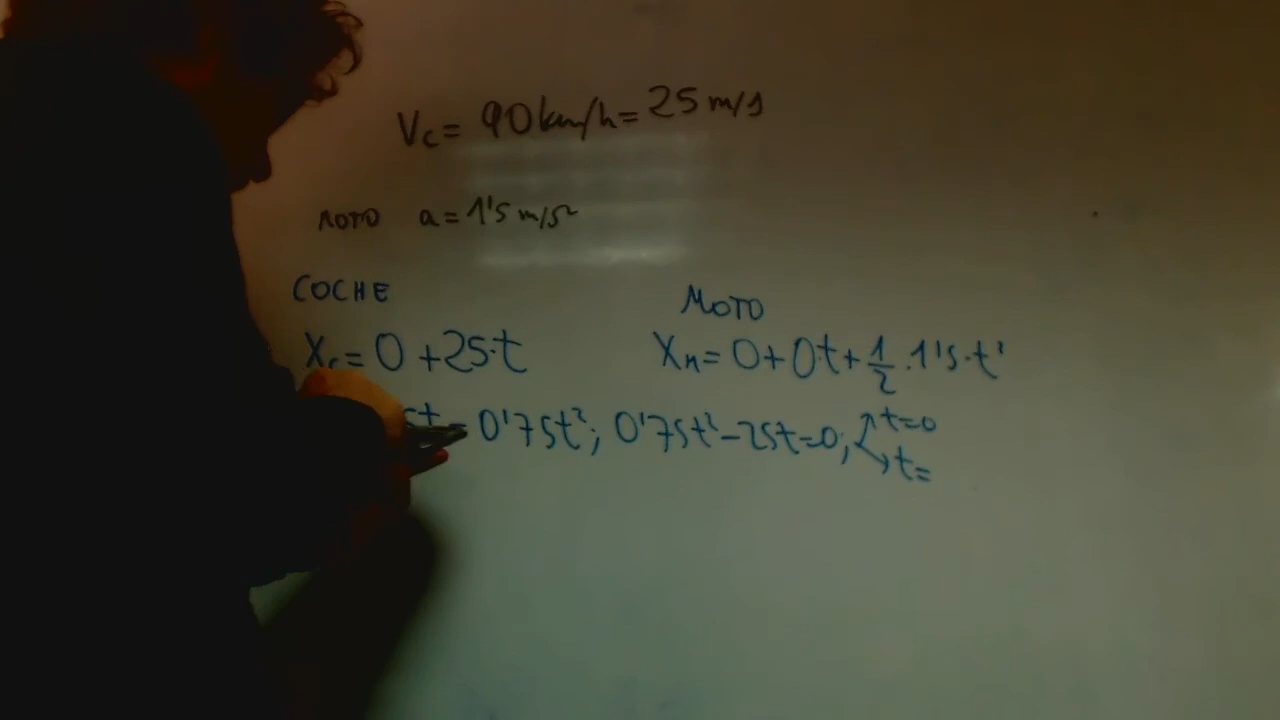 Vc = 90 km/h = 25 m/s
MOTO a = 1'5 m/s²
COCHE
MOTO
Xc = 0 + 25·t
XM = 0 + 0t + 1/2 · 1'5 · t²
t = 0'75t²; 0'75t² - 25t = 0; t=0
t=